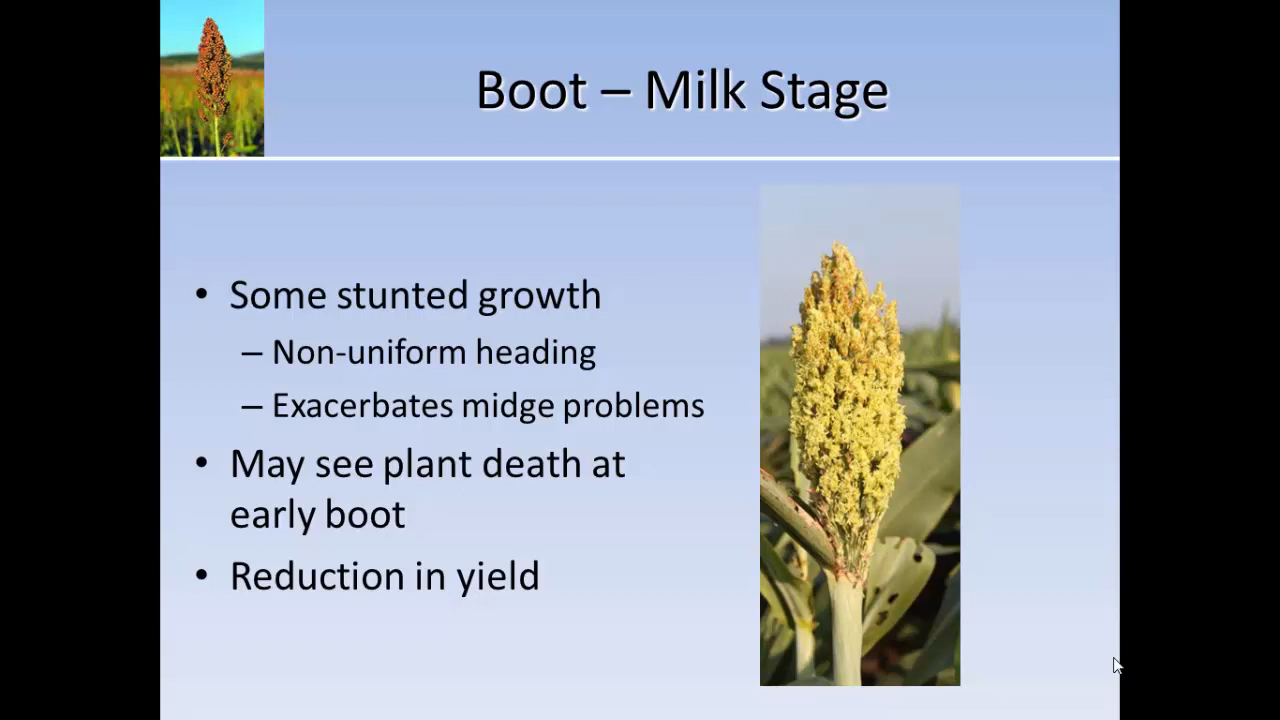 Boot – Milk Stage
• Some stunted growth
– Non-uniform heading
– Exacerbates midge problems
• May see plant death at
early boot
• Reduction in yield